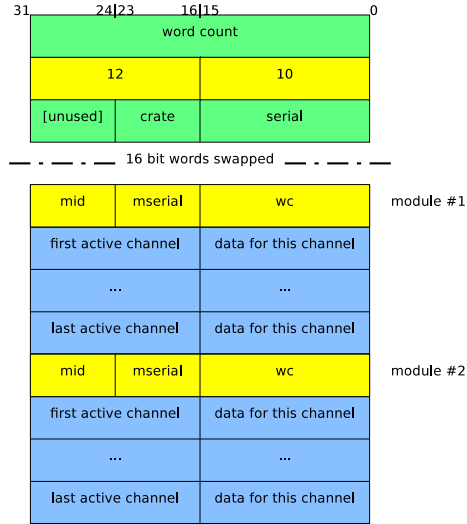 31 24 23 16 15 0
word count
12 10
[unused] crate serial
16 bit words swapped
mid mserial wc module #1
first active channel data for this channel
... ...
last active channel data for this channel
mid mserial wc module #2
first active channel data for this channel
... ...
last active channel data for this channel